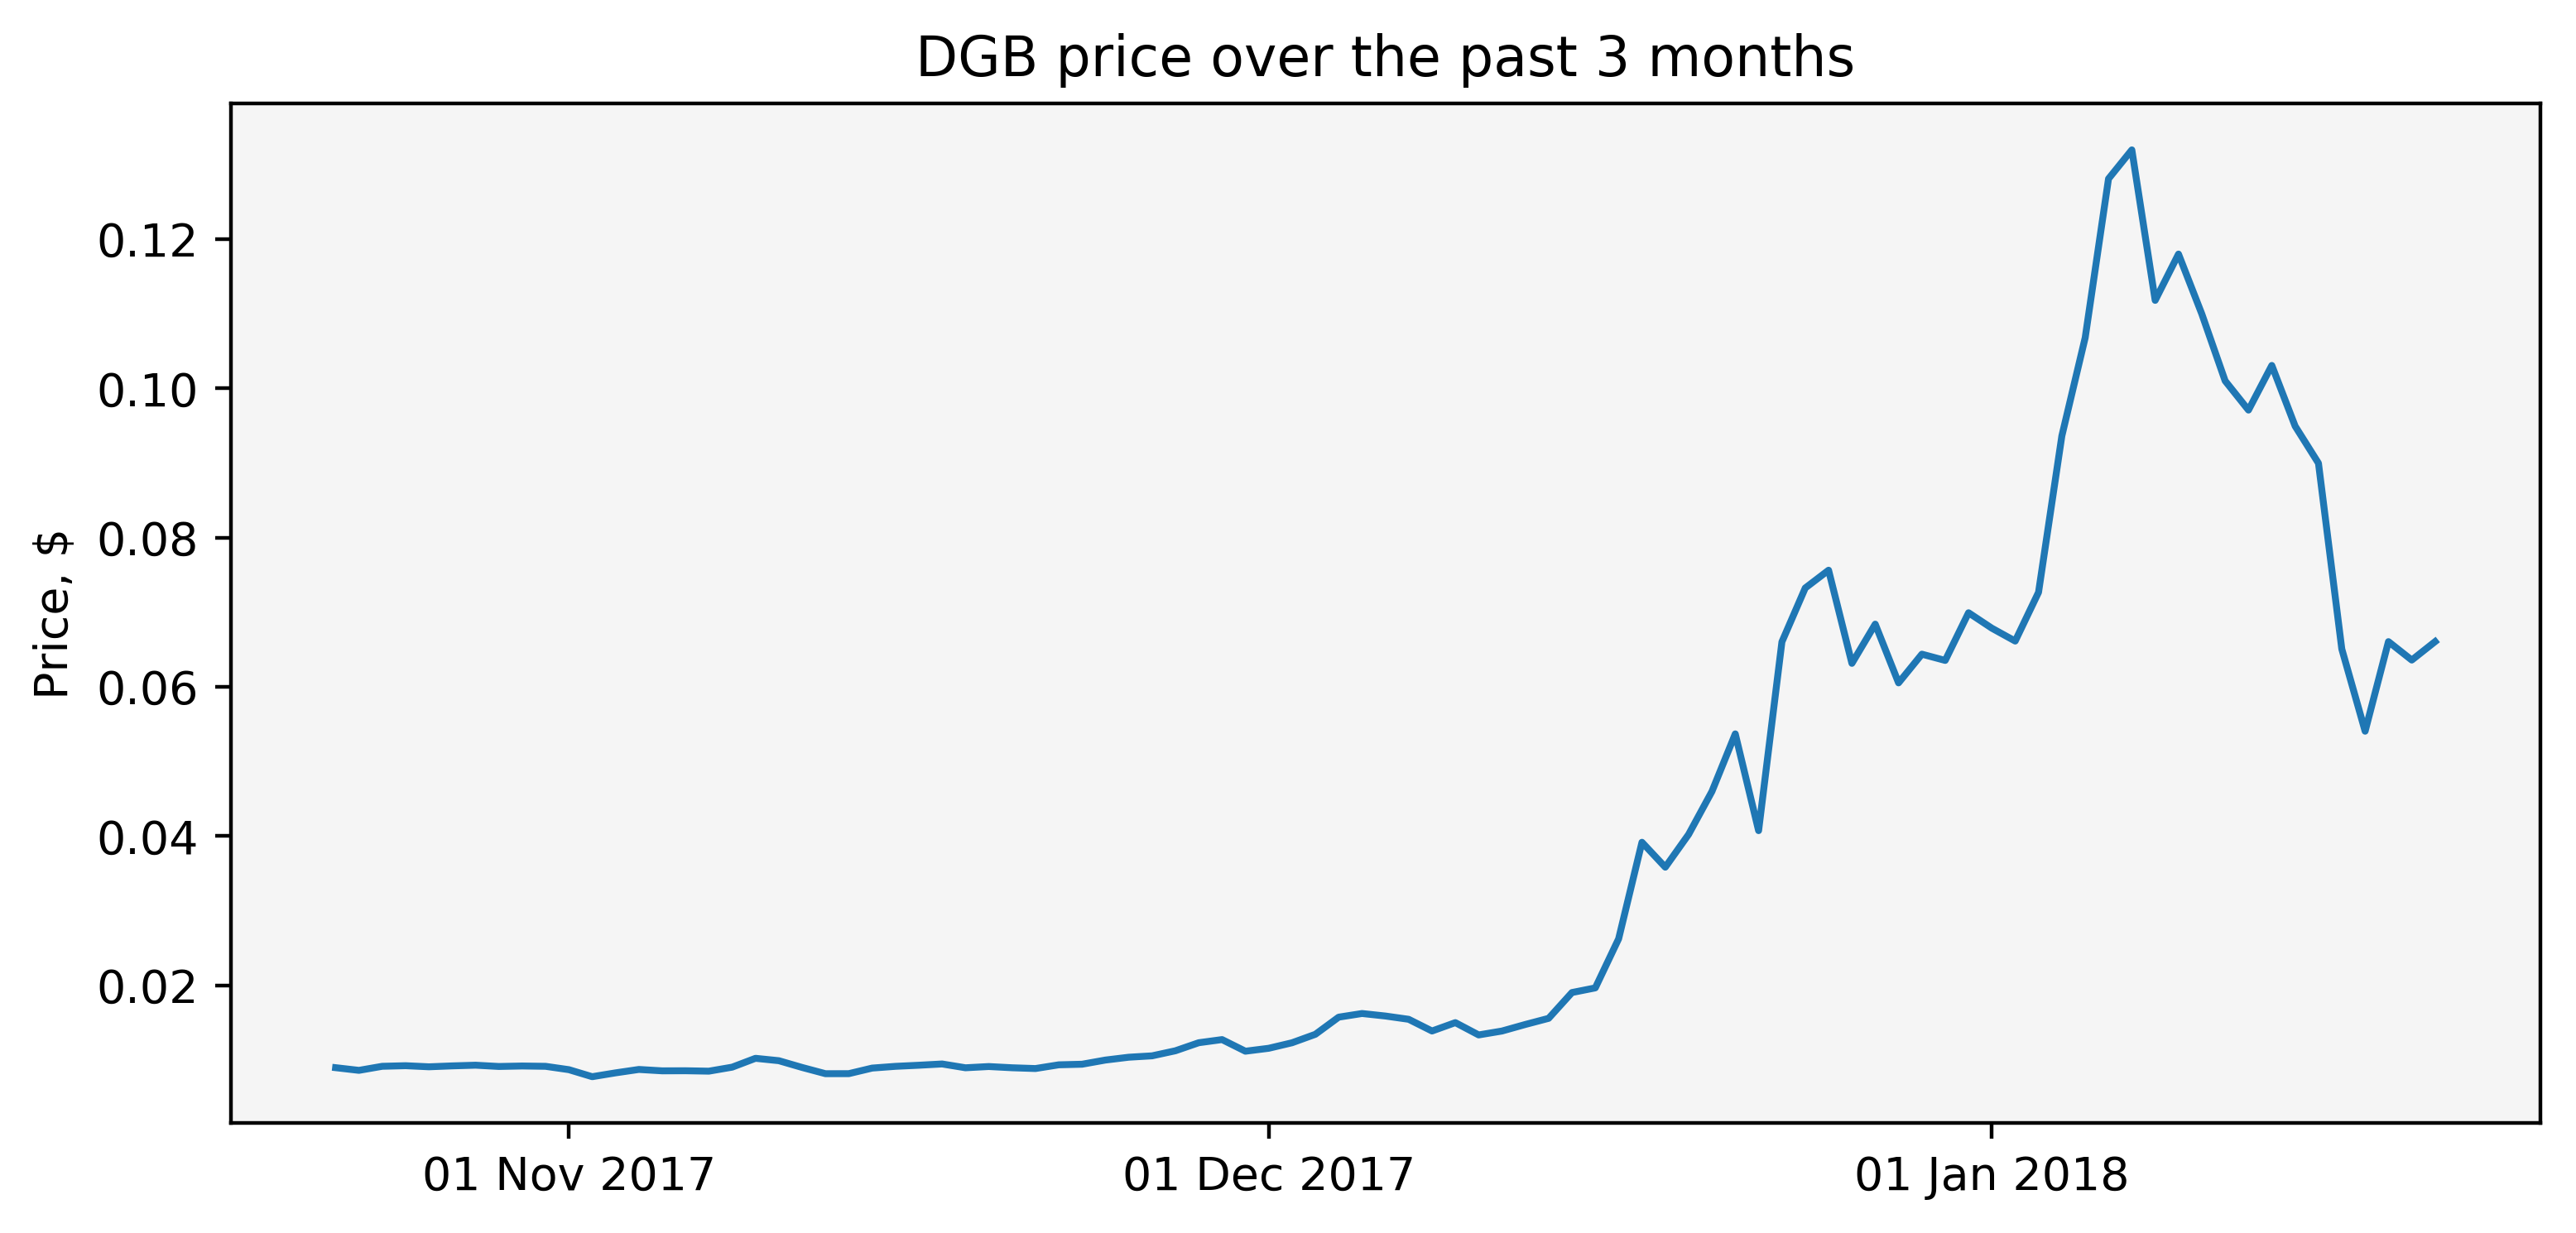 DGB price over the past 3 months
Price, $
0.12
0.10
0.08
0.06
0.04
0.02
01 Nov 2017
01 Dec 2017
01 Jan 2018